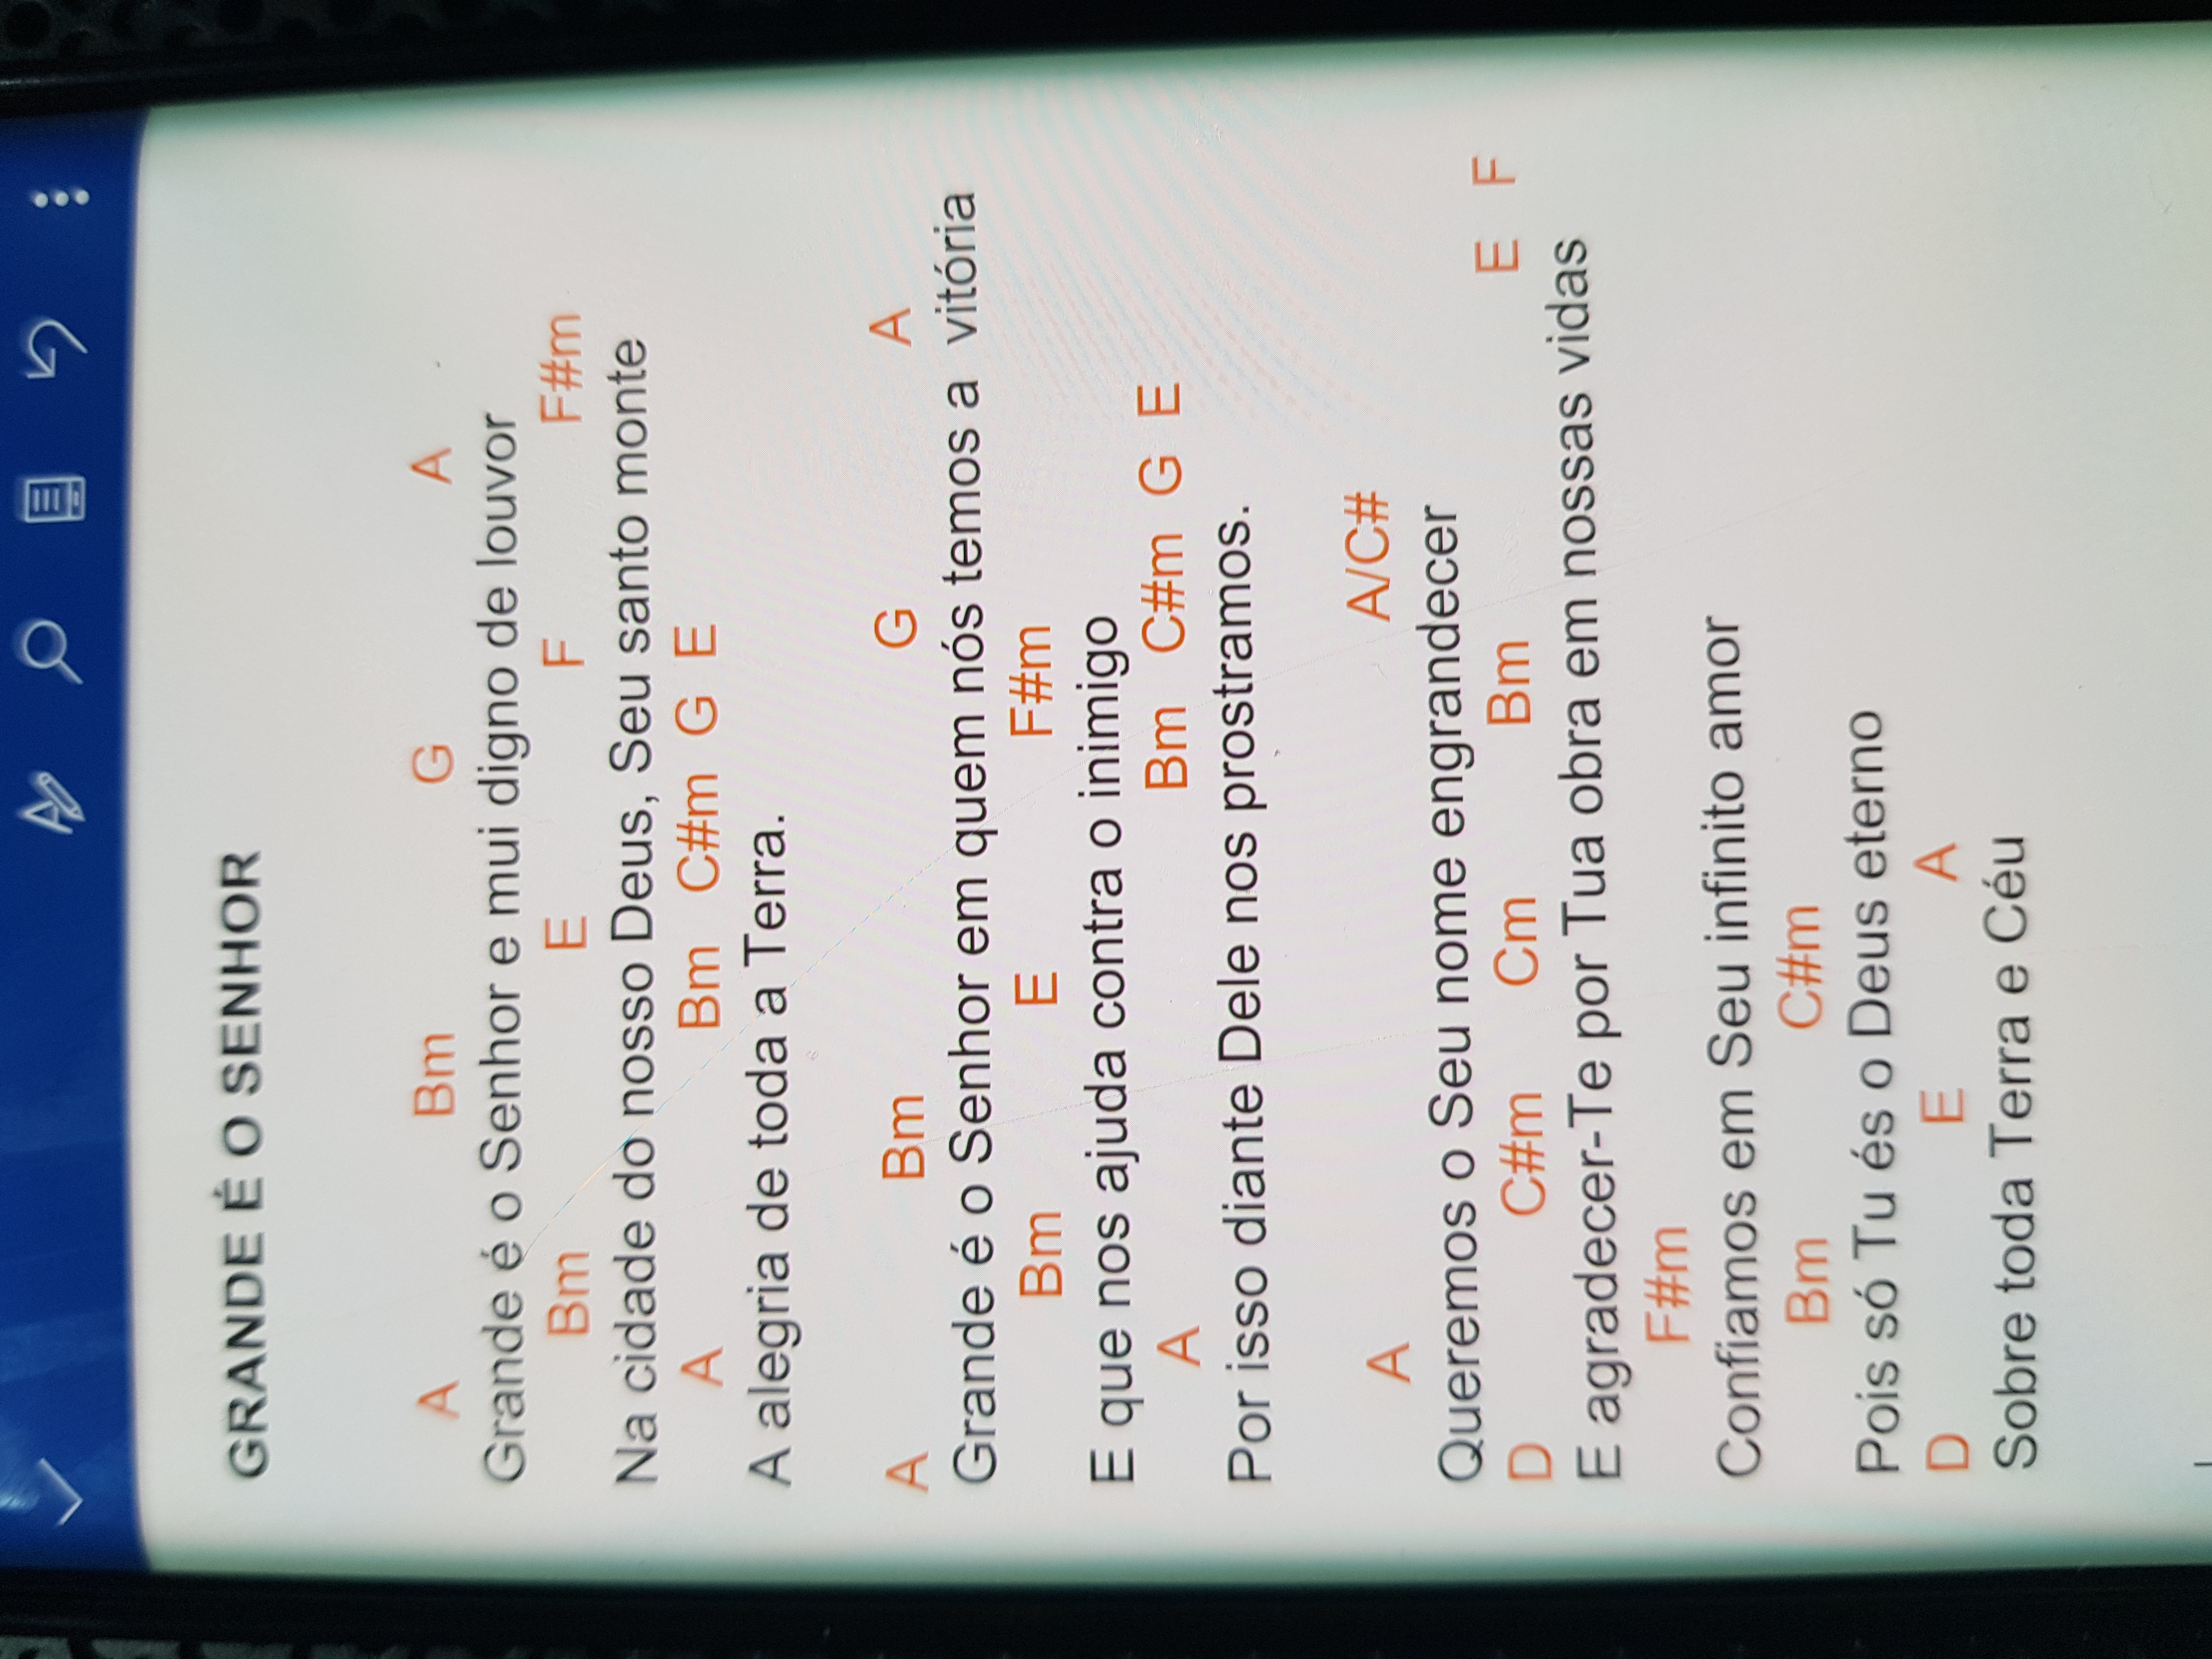 GRANDE É O SENHOR
A Bm G A
Grande é o Senhor e mui digno de louvor
Bm E F F#m
Na cidade do nosso Deus, Seu santo monte
A Bm C#m G E
A alegria de toda a Terra.
A Bm G A
Grande é o Senhor em quem nós temos a vitória
Bm E F#m
E que nos ajuda contra o inimigo
A Bm C#m G E
Por isso diante Dele nos prostramos.
A A/C#
Queremos o Seu nome engrandecer
D C#m Cm Bm E F
E agradecer-Te por Tua obra em nossas vidas
F#m
Confiamos em Seu infinito amor
Bm C#m
Pois só Tu és o Deus eterno
D E A
Sobre toda Terra e Céu